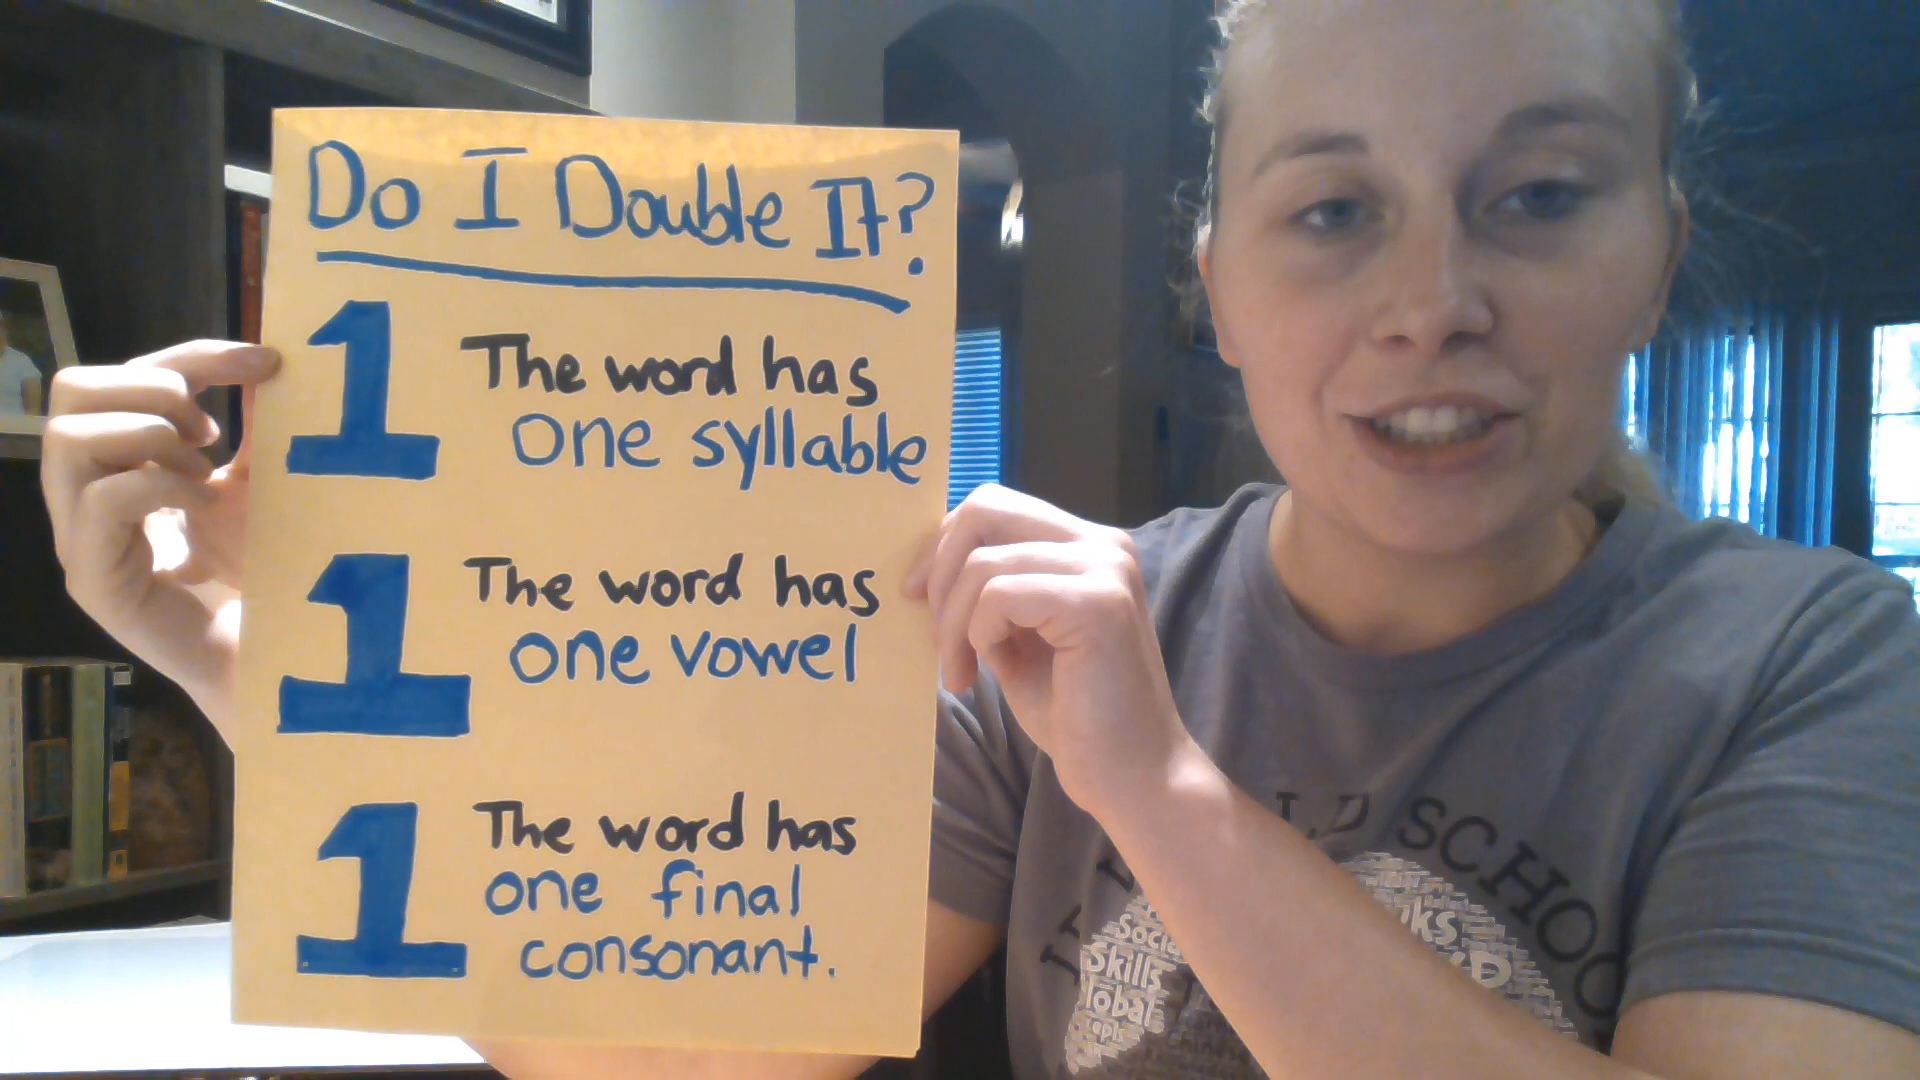 Do I Double It?
1 The word has
one syllable
1 The word has
one vowel
1 The word has
one final
consonant.
SCHOO
Skills